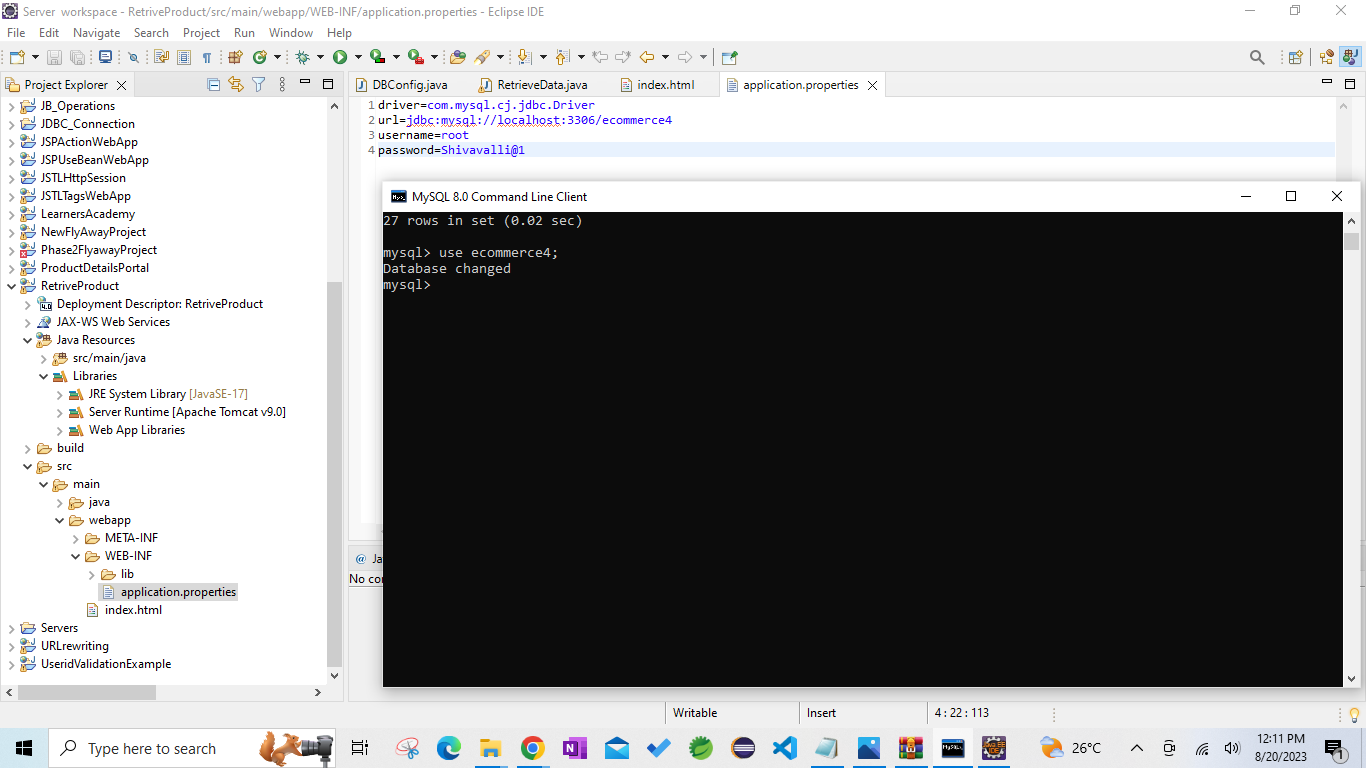 Server workspace - RetriveProduct/src/main/webapp/WEB-INF/application.properties - Eclipse IDE
File Edit Navigate Search Project Run Window Help
Project Explorer
JB_Operations
JDBC_Connection
JSPActionWebApp
JSPUseBeanWebApp
JSTLHttpSession
JSTLTagsWebApp
LearnersAcademy
NewFlyAwayProject
Phase2FlyawayProject
ProductDetailsPortal
RetriveProduct
4.0 Deployment Descriptor: RetriveProduct
JAX-WS Web Services
Java Resources
src/main/java
Libraries
JRE System Library [JavaSE-17]
Server Runtime [Apache Tomcat v9.0]
Web App Libraries
build
src
main
java
webapp
META-INF
WEB-INF
lib
application.properties
index.html
Servers
URLrewriting
UseridValidationExample
DBConfig.java RetrieveData.java index.html application.properties
1 driver=com.mysql.cj.jdbc.Driver
2 url=jdbc:mysql://localhost:3306/ecommerce4
3 username=root
4 password=Shivavalli@1
MySQL 8.0 Command Line Client
27 rows in set (0.02 sec)
mysql> use ecommerce4;
Database changed
mysql>
@ Ja
No co
Writable Insert 4 : 22 : 113
Type here to search
26°C
12:11 PM
8/20/2023
1